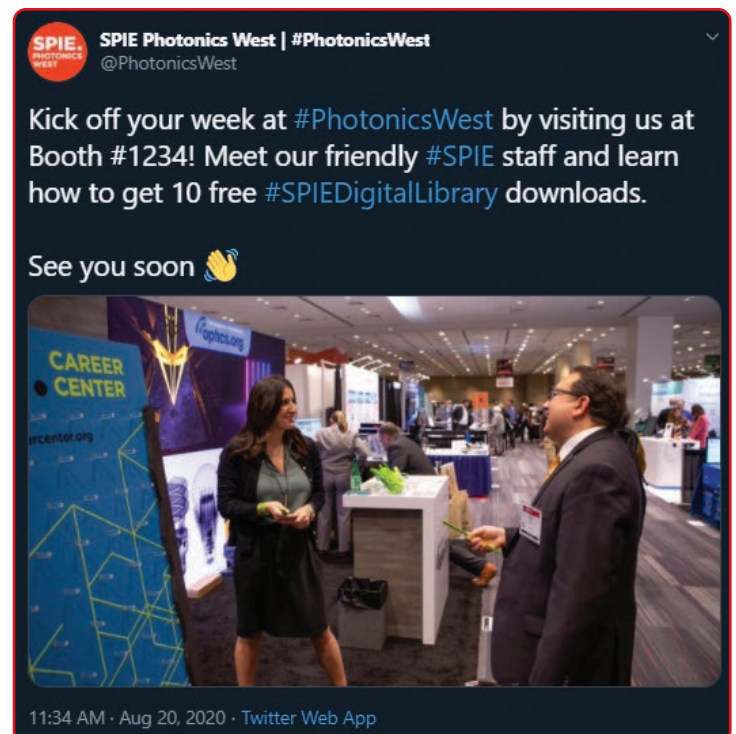 SPIE.
PHOTONICS
WEST
SPIE Photonics West | #PhotonicsWest
@PhotonicsWest
Kick off your week at #PhotonicsWest by visiting us at
Booth #1234! Meet our friendly #SPIE staff and learn
how to get 10 free #SPIEDigitalLibrary downloads.
See you soon 👋
optics.org
CAREER
CENTER
ercenter.org
11:34 AM · Aug 20, 2020 · Twitter Web App